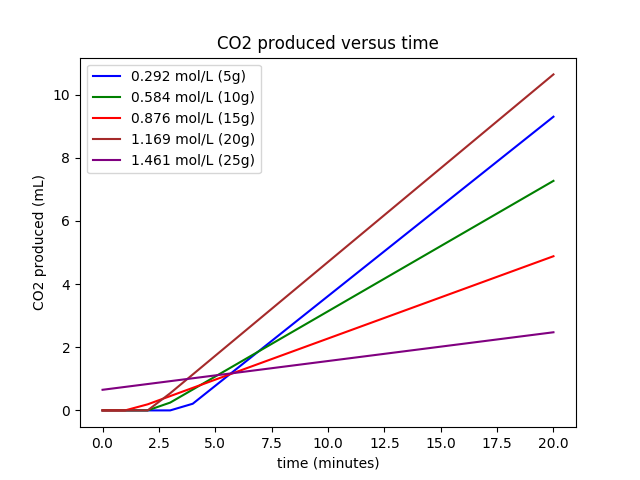 CO2 produced versus time
0.292 mol/L (5g)
0.584 mol/L (10g)
0.876 mol/L (15g)
1.169 mol/L (20g)
1.461 mol/L (25g)
10
8
6
4
2
0
CO2 produced (mL)
0.0 2.5 5.0 7.5 10.0 12.5 15.0 17.5 20.0
time (minutes)